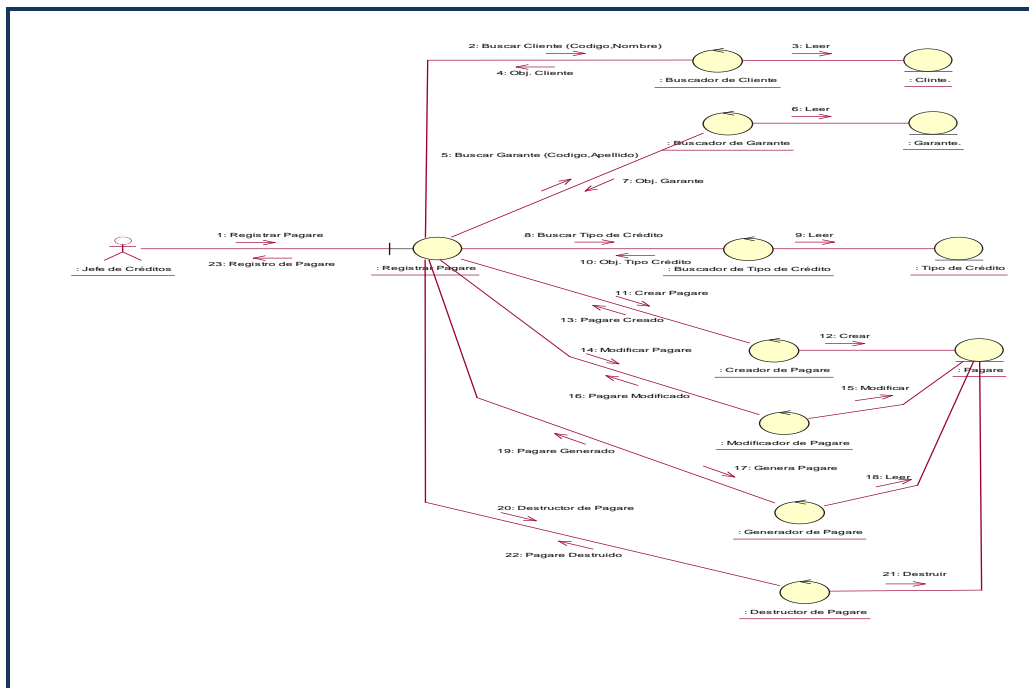 2: Buscar Cliente (Codigo,Nombre)
3: Leer
4: Obj. Cliente
: Buscador de Cliente
: Clinte.
6: Leer
: Buscador de Garante
: Garante.
5: Buscar Garante (Codigo,Apellido)
7: Obj. Garante
1: Registrar Pagare
8: Buscar Tipo de Crédito
9: Leer
23: Registro de Pagare
10: Obj. Tipo Crédito
: Jefe de Créditos
: Registrar Pagare
: Buscador de Tipo de Crédito
: Tipo de Crédito
11: Crear Pagare
13: Pagare Creado
12: Crear
14: Modificar Pagare
: Creador de Pagare
: Pagare
15: Modificar
16: Pagare Modificado
: Modificador de Pagare
19: Pagare Generado
17: Genera Pagare
18: Leer
20: Destructor de Pagare
: Generador de Pagare
22: Pagare Destruido
21: Destruir
: Destructor de Pagare